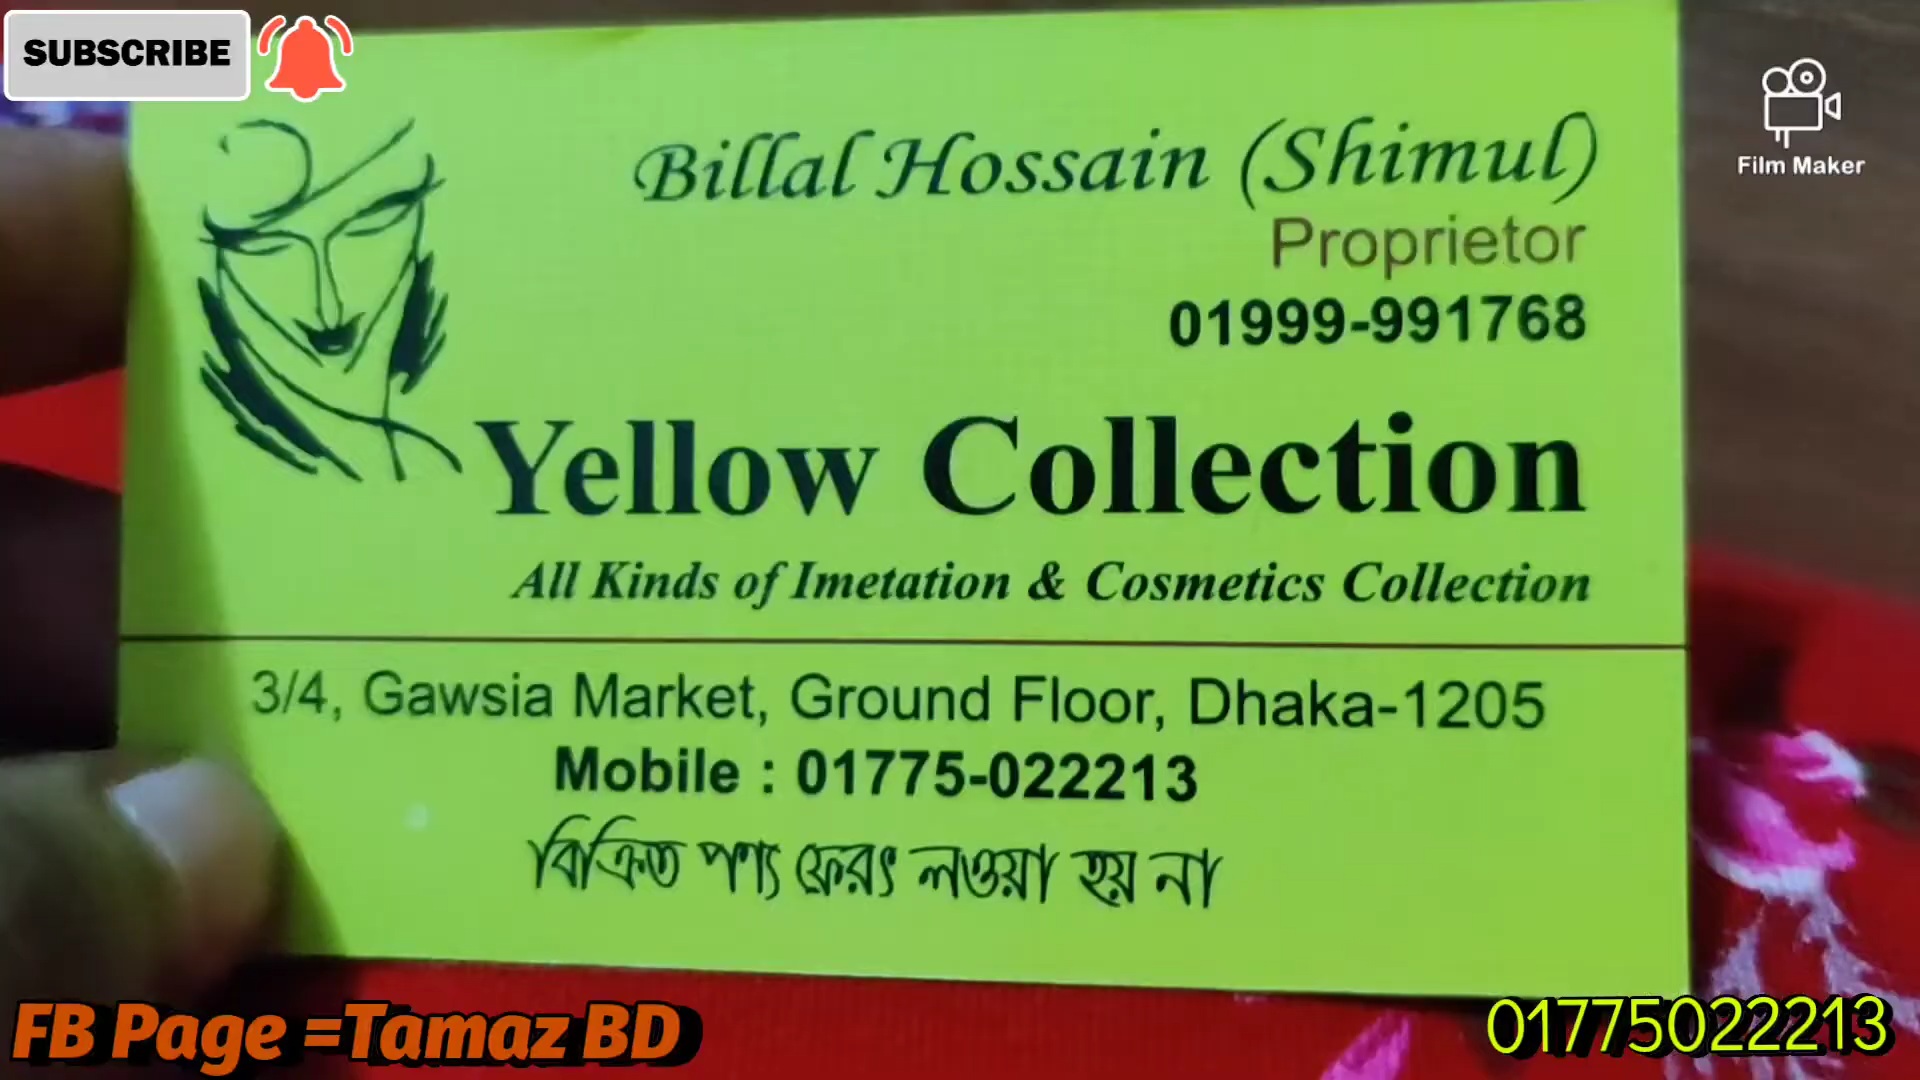 SUBSCRIBE
Film Maker
Billal Hossain (Shimul)
Proprietor
01999-991768
Yellow Collection
All Kinds of Imetation & Cosmetics Collection
3/4, Gawsia Market, Ground Floor, Dhaka-1205
Mobile : 01775-022213
বিক্রিত পণ্য ফেরৎ লওয়া হয় না
FB Page =Tamaz BD
01775022213